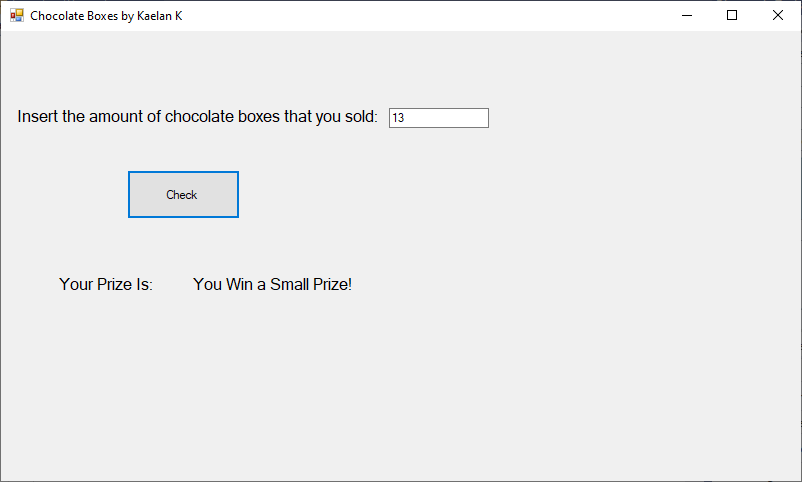 Chocolate Boxes by Kaelan K
Insert the amount of chocolate boxes that you sold: 13
Check
Your Prize Is: You Win a Small Prize!